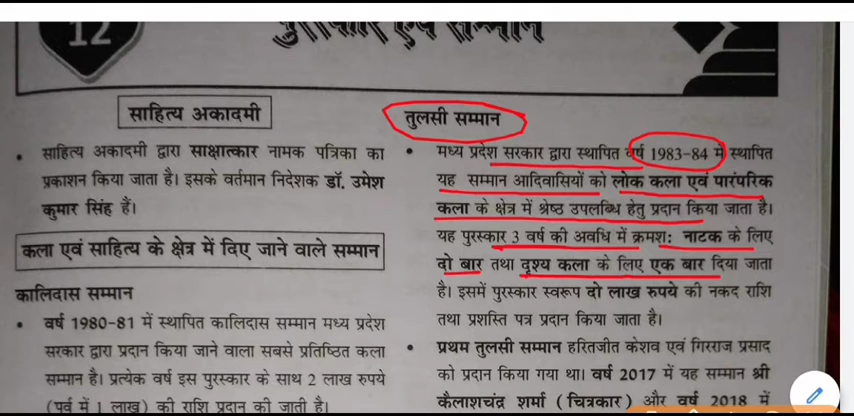 12
पुरस्कार एवं सम्मान
साहित्य अकादमी
• साहित्य अकादमी द्वारा साक्षात्कार नामक पत्रिका का
प्रकाशन किया जाता है। इसके वर्तमान निदेशक डॉ. उमेश
कुमार सिंह हैं।
कला एवं साहित्य के क्षेत्र में दिए जाने वाले सम्मान
कालिदास सम्मान
• वर्ष 1980-81 में स्थापित कालिदास सम्मान मध्य प्रदेश
सरकार द्वारा प्रदान किया जाने वाला सबसे प्रतिष्ठित कला
सम्मान है। प्रत्येक वर्ष इस पुरस्कार के साथ 2 लाख रुपये
(पूर्व में 1 लाख) की राशि प्रदान की जाती है।
तुलसी सम्मान
• मध्य प्रदेश सरकार द्वारा स्थापित वर्ष 1983-84 में स्थापित
यह सम्मान आदिवासियों को लोक कला एवं पारंपरिक
कला के क्षेत्र में श्रेष्ठ उपलब्धि हेतु प्रदान किया जाता है।
यह पुरस्कार 3 वर्ष की अवधि में क्रमश: नाटक के लिए
दो बार तथा दृश्य कला के लिए एक बार दिया जाता
है। इसमें पुरस्कार स्वरूप दो लाख रुपये की नकद राशि
तथा प्रशस्ति पत्र प्रदान किया जाता है।
• प्रथम तुलसी सम्मान हरितजीत केशव एवं गिरराज प्रसाद
को प्रदान किया गया था। वर्ष 2017 में यह सम्मान श्री
कैलाशचंद्र शर्मा (चित्रकार) और वर्ष 2018 में